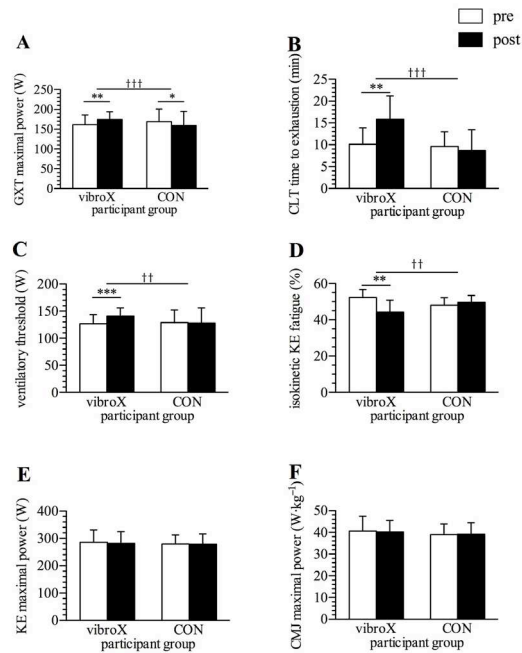 pre
post
A
GXT maximal power (W)
250
200
150
100
50
0
†††
**
*
vibroX CON
participant group
B
CLT time to exhaustion (min)
25
20
15
10
5
0
†††
**
vibroX CON
participant group
C
ventilatory threshold (W)
200
150
100
50
0
††
***
vibroX CON
participant group
D
isokinetic KE fatigue (%)
60
40
20
0
††
**
vibroX CON
participant group
E
KE maximal power (W)
400
300
200
100
0
vibroX CON
participant group
F
CMJ maximal power (W·kg⁻¹)
50
40
30
20
10
0
vibroX CON
participant group